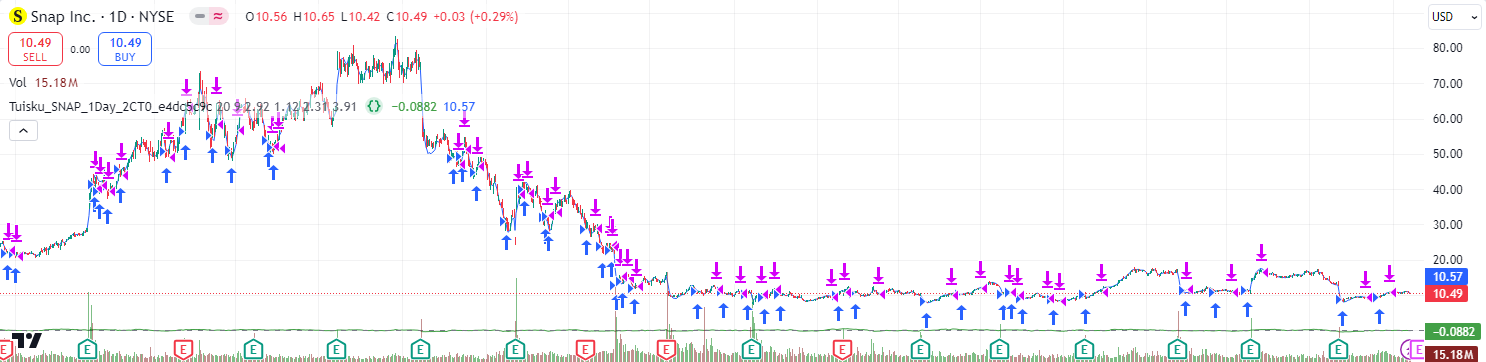 S Snap Inc. · 1D · NYSE O10.56 H10.65 L10.42 C10.49 +0.03 (+0.29%)
USD
10.49 SELL
0.00
10.49 BUY
Vol 15.18M
Tuisku_SNAP_1Day_2CT0_e4dc5c9c 20 9 2.92 1.12 2.31 3.91 {} −0.0882 10.57
80.00
70.00
60.00
50.00
40.00
30.00
20.00
10.57
10.49
−0.0882
15.18M
E E E E E E E E E E E E E E E E E